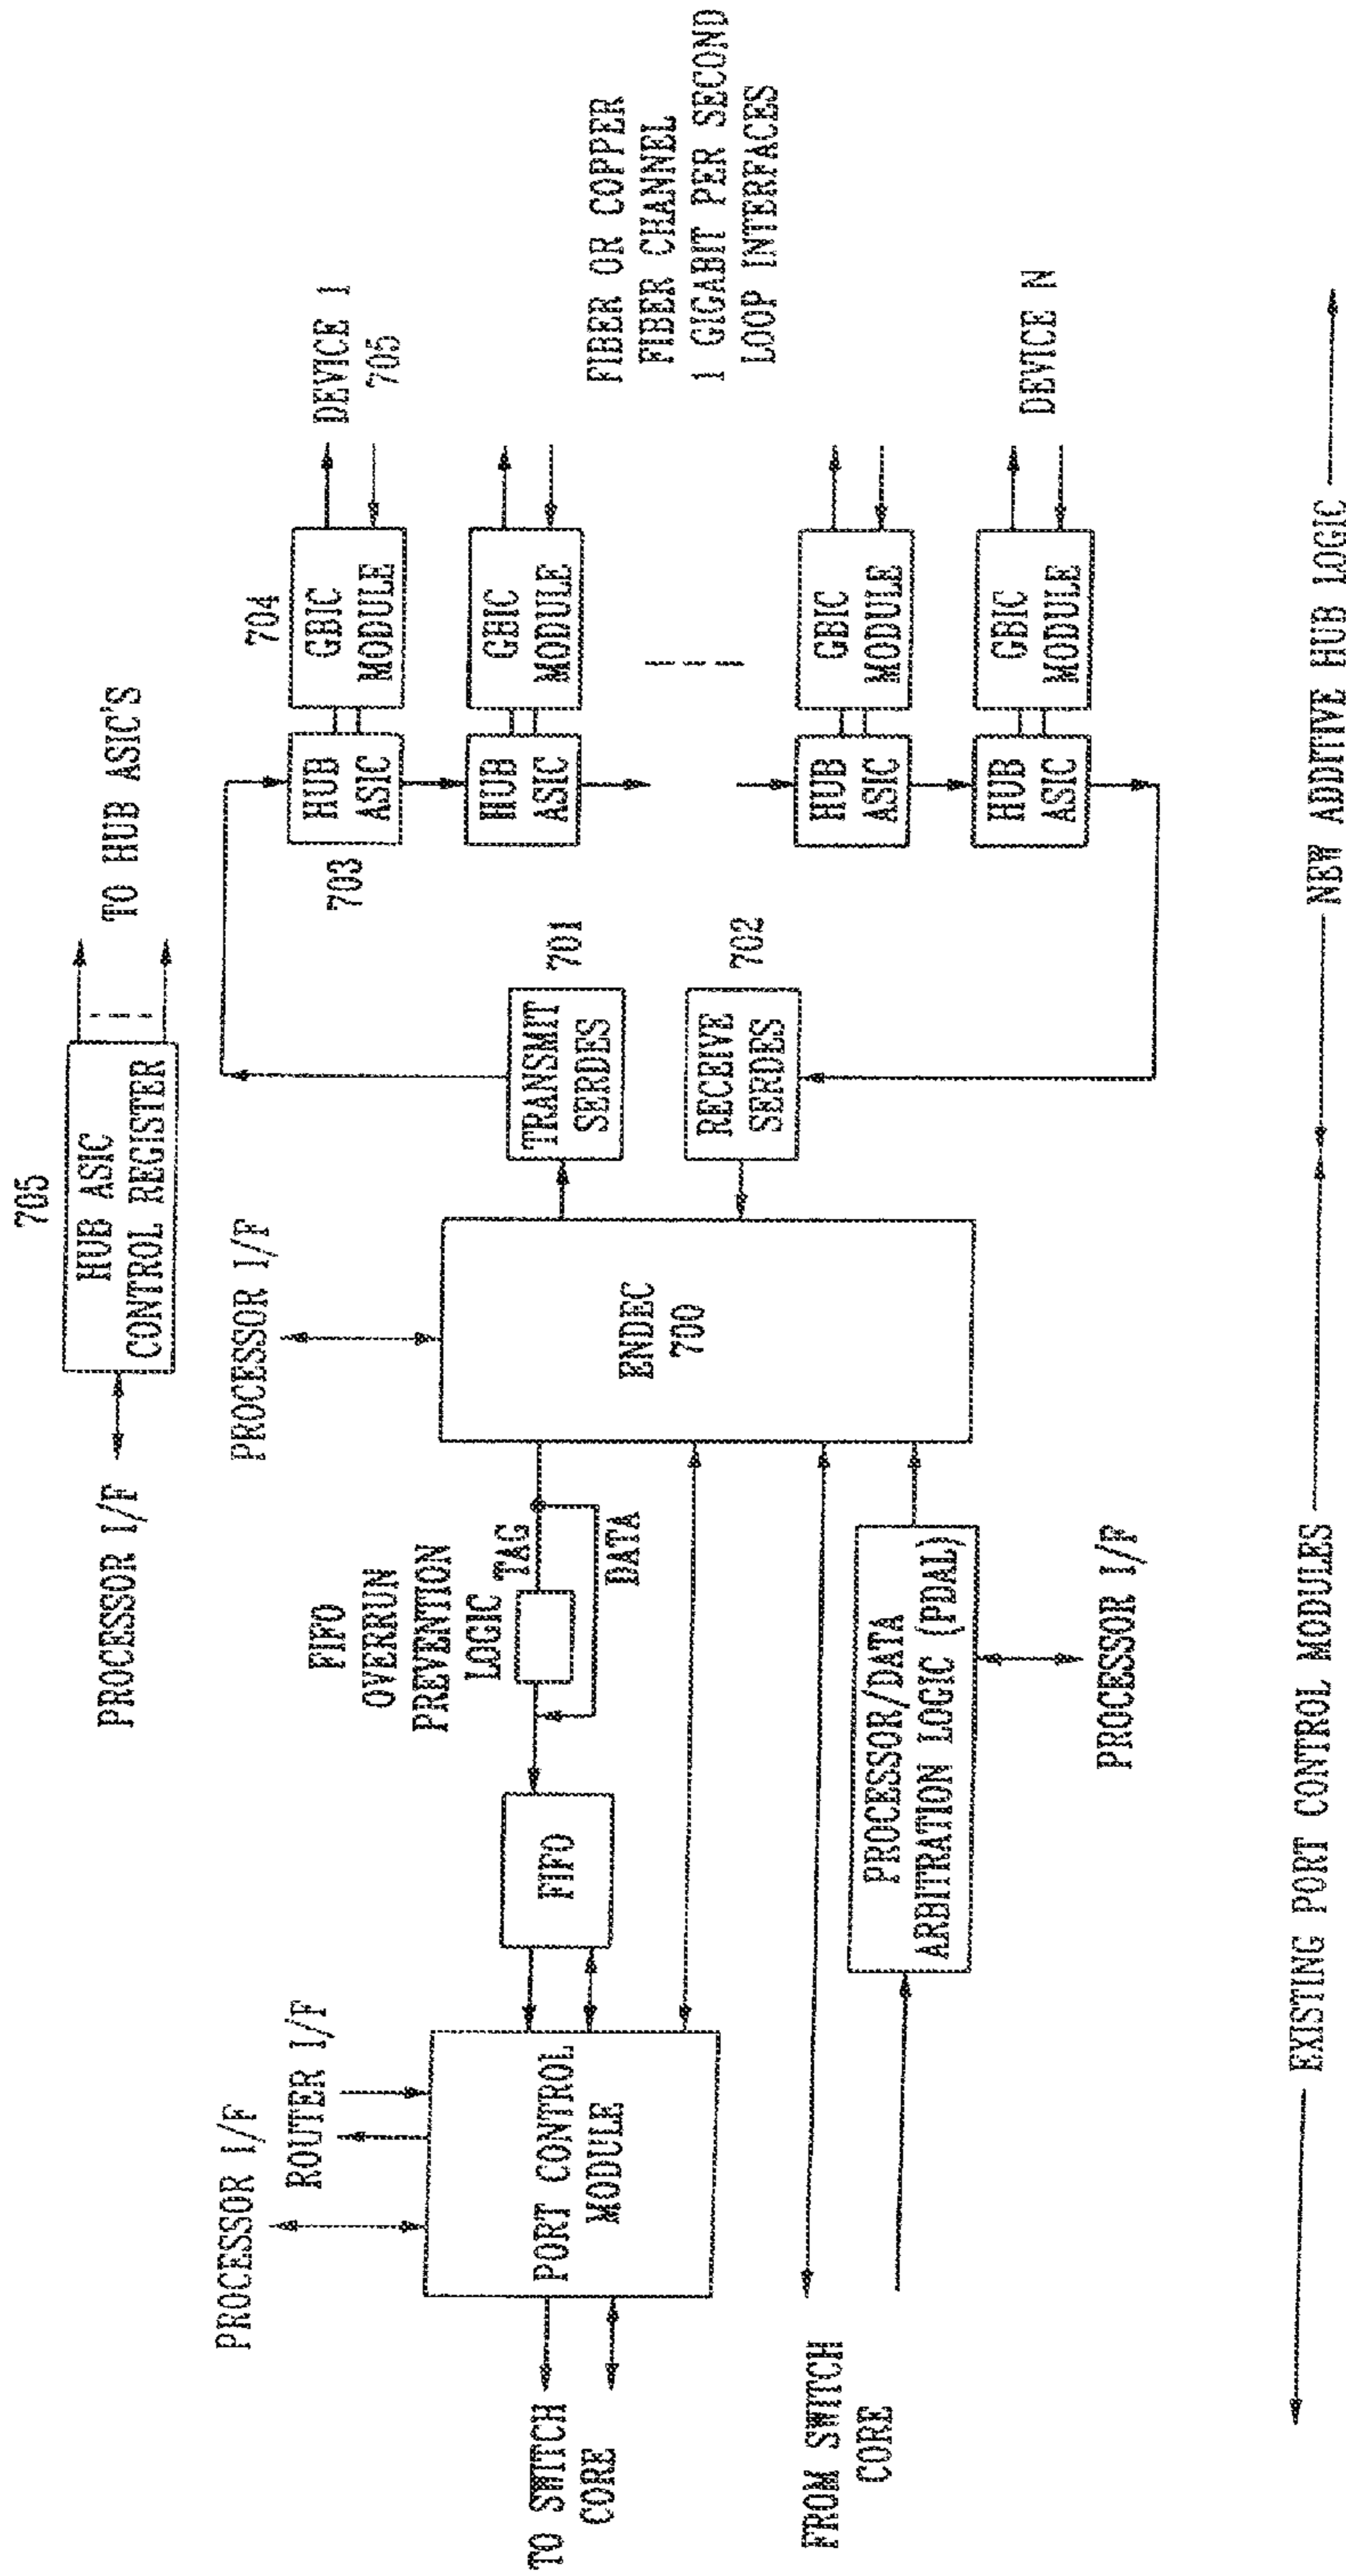 705
HUB ASIC
CONTROL REGISTER
PROCESSOR I/F
TO HUB ASIC'S
PROCESSOR I/F
ROUTER I/F
PORT CONTROL
MODULE
TO SWITCH
CORE
FIFO
FIFO
OVERRUN
PREVENTION
LOGIC
TAG
DATA
PROCESSOR I/F
ENDEC
700
TRANSMIT
SERDES
701
RECEIVE
SERDES
702
703
HUB
ASIC
704
GBIC
MODULE
DEVICE 1
705
HUB
ASIC
GBIC
MODULE
HUB
ASIC
GBIC
MODULE
HUB
ASIC
GBIC
MODULE
DEVICE N
FIBER OR COPPER
FIBER CHANNEL
1 GIGABIT PER SECOND
LOOP INTERFACES
FROM SWITCH
CORE
PROCESSOR/DATA
ARBITRATION LOGIC (PDAL)
PROCESSOR I/F
EXISTING PORT CONTROL MODULES
NEW ADDITIVE HUB LOGIC